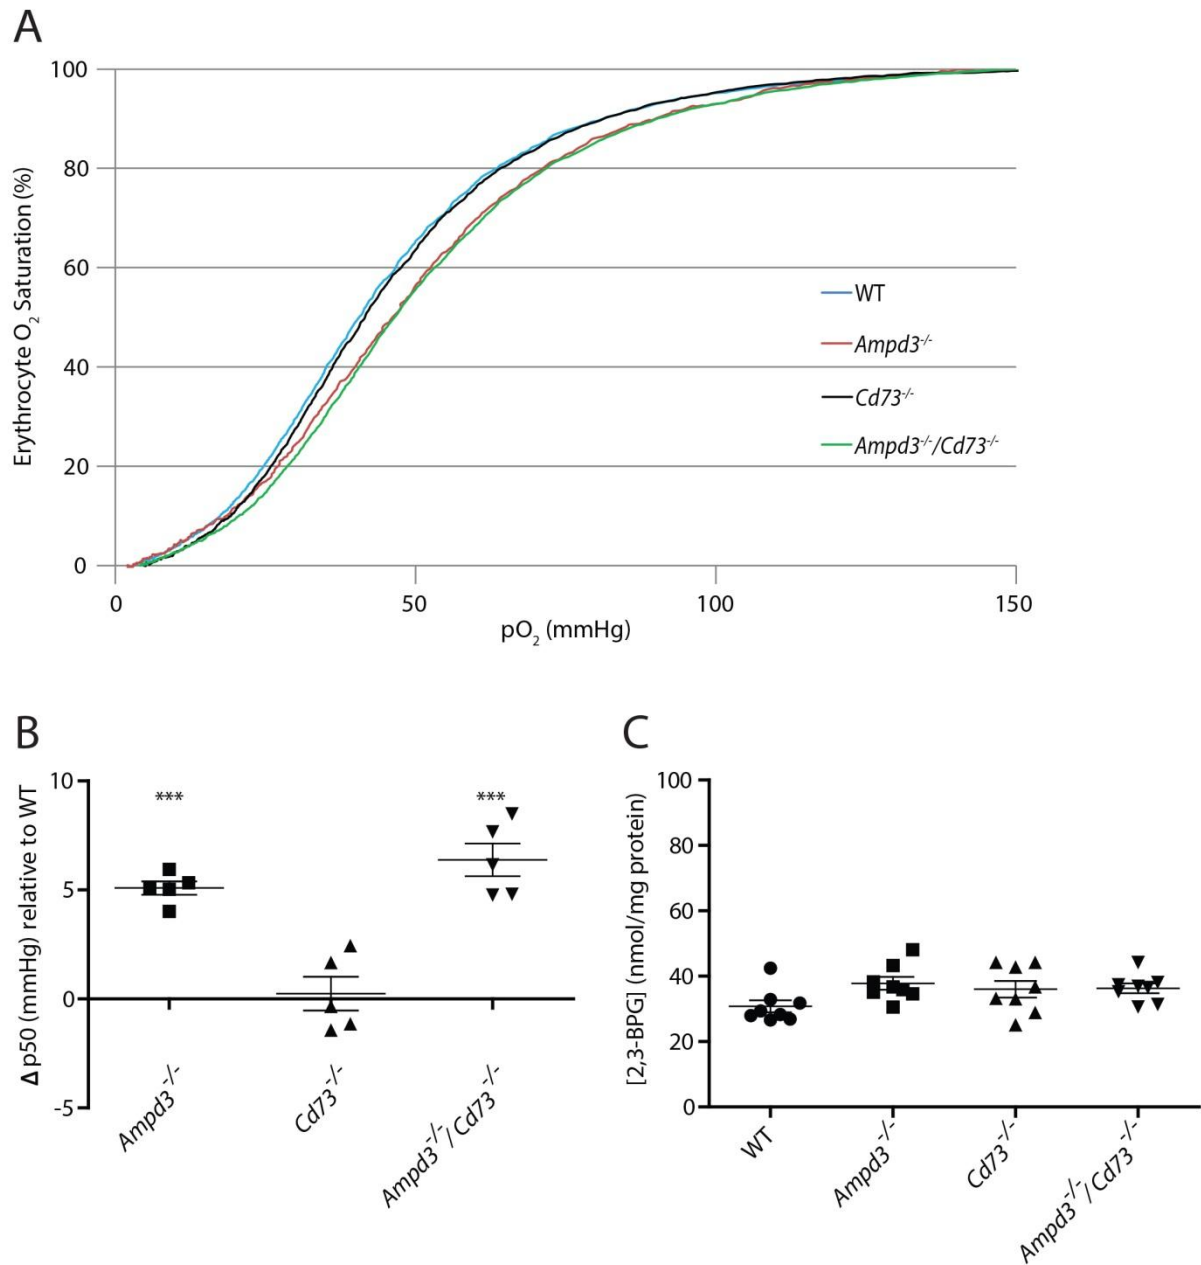 A
100
80
60
40
20
0
Erythrocyte O₂ Saturation (%)
0 50 100 150
pO₂ (mmHg)
WT
Ampd3⁻/⁻
Cd73⁻/⁻
Ampd3⁻/⁻/Cd73⁻/⁻
B
10
5
0
-5
Δ p50 (mmHg) relative to WT
*** ***
Ampd3⁻/⁻
Cd73⁻/⁻
Ampd3⁻/⁻/Cd73⁻/⁻
C
100
80
60
40
20
0
[2,3-BPG] (nmol/mg protein)
WT
Ampd3⁻/⁻
Cd73⁻/⁻
Ampd3⁻/⁻/Cd73⁻/⁻